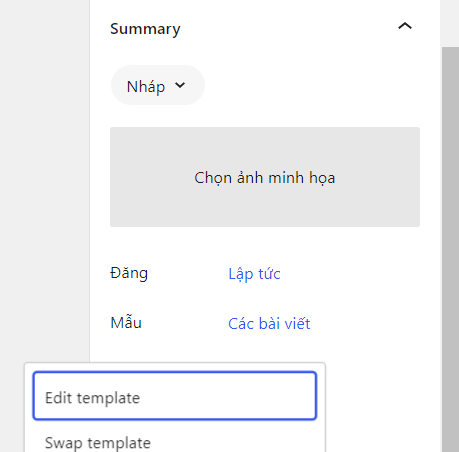 Summary
Nháp
Chọn ảnh minh họa
Đăng Lập tức
Mẫu Các bài viết
Edit template
Swap template